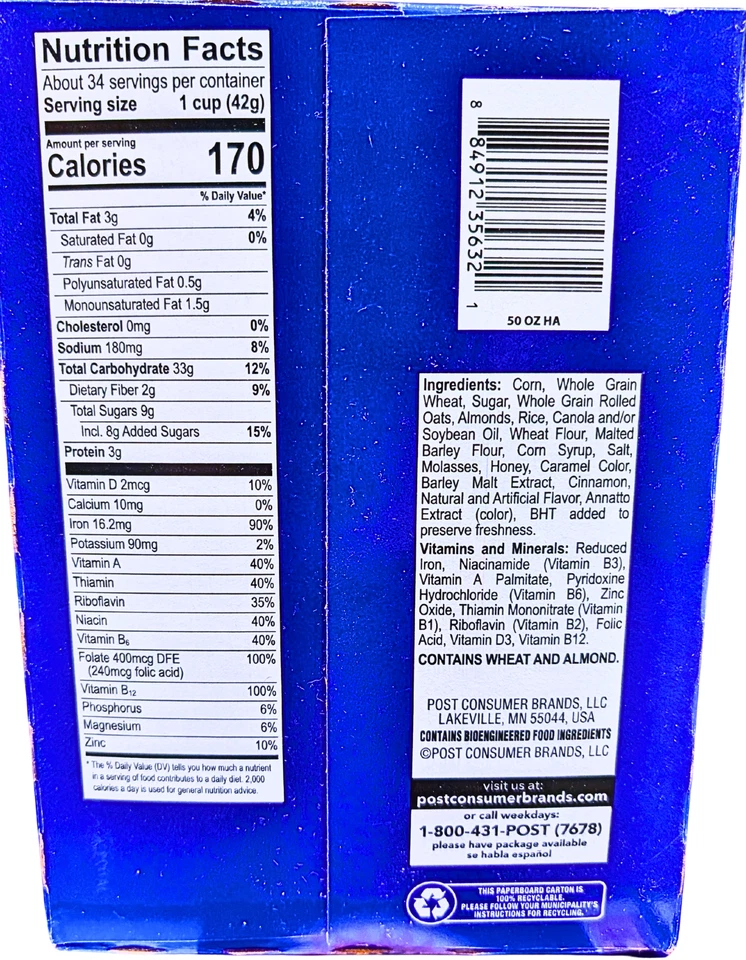 Nutrition Facts
About 34 servings per container
Serving size 1 cup (42g)
Amount per serving
Calories 170
% Daily Value*
Total Fat 3g 4%
Saturated Fat 0g 0%
Trans Fat 0g
Polyunsaturated Fat 0.5g
Monounsaturated Fat 1.5g
Cholesterol 0mg 0%
Sodium 180mg 8%
Total Carbohydrate 33g 12%
Dietary Fiber 2g 9%
Total Sugars 9g
Incl. 8g Added Sugars 15%
Protein 3g
Vitamin D 2mcg 10%
Calcium 10mg 0%
Iron 16.2mg 90%
Potassium 90mg 2%
Vitamin A 40%
Thiamin 40%
Riboflavin 35%
Niacin 40%
Vitamin B₆ 40%
Folate 400mcg DFE 100%
(240mcg folic acid)
Vitamin B₁₂ 100%
Phosphorus 6%
Magnesium 6%
Zinc 10%
* The % Daily Value (DV) tells you how much a nutrient
in a serving of food contributes to a daily diet. 2,000
calories a day is used for general nutrition advice.
8 84912 35632 1
50 OZ HA
Ingredients: Corn, Whole Grain
Wheat, Sugar, Whole Grain Rolled
Oats, Almonds, Rice, Canola and/or
Soybean Oil, Wheat Flour, Malted
Barley Flour, Corn Syrup, Salt,
Molasses, Honey, Caramel Color,
Barley Malt Extract, Cinnamon,
Natural and Artificial Flavor, Annatto
Extract (color), BHT added to
preserve freshness.
Vitamins and Minerals: Reduced
Iron, Niacinamide (Vitamin B3),
Vitamin A Palmitate, Pyridoxine
Hydrochloride (Vitamin B6), Zinc
Oxide, Thiamin Mononitrate (Vitamin
B1), Riboflavin (Vitamin B2), Folic
Acid, Vitamin D3, Vitamin B12.
CONTAINS WHEAT AND ALMOND.
POST CONSUMER BRANDS, LLC
LAKEVILLE, MN 55044, USA
CONTAINS BIOENGINEERED FOOD INGREDIENTS
©POST CONSUMER BRANDS, LLC
visit us at:
postconsumerbrands.com
or call weekdays:
1-800-431-POST (7678)
please have package available
se habla español
THIS PAPERBOARD CARTON IS
100% RECYCLABLE.
PLEASE FOLLOW YOUR MUNICIPALITY'S
INSTRUCTIONS FOR RECYCLING.